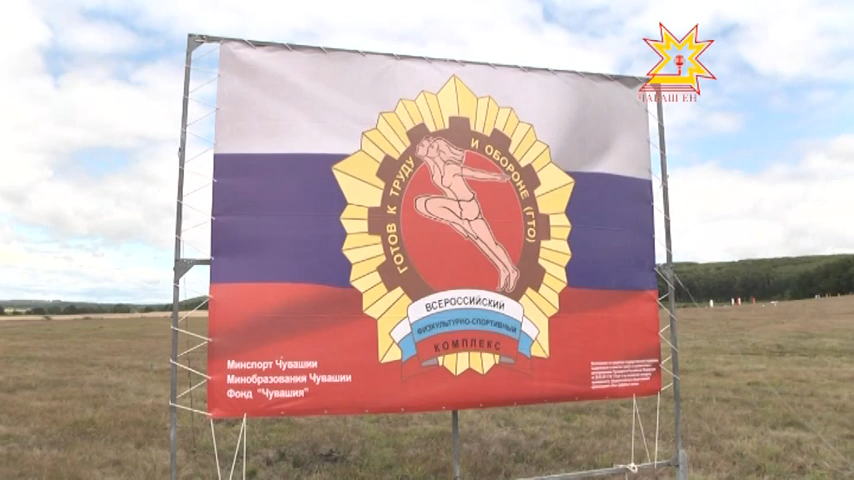 ЧӐВАШ ЕН
ГОТОВ К ТРУДУ И ОБОРОНЕ (ГТО)
ВСЕРОССИЙСКИЙ
ФИЗКУЛЬТУРНО-СПОРТИВНЫЙ
КОМПЛЕКС
Минспорт Чувашии
Минобразования Чувашии
Фонд "Чувашия"